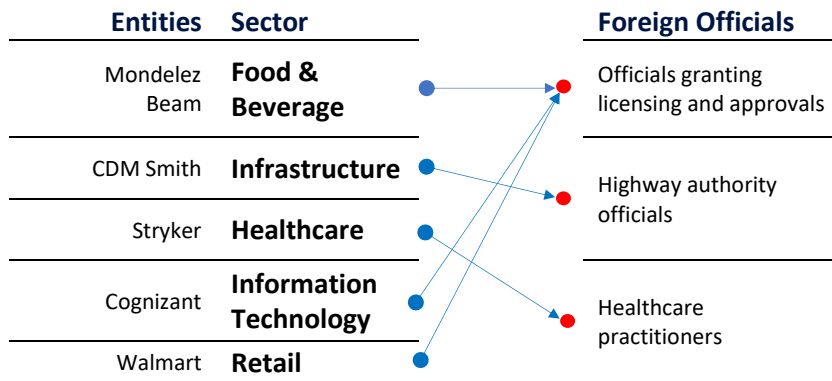 Entities Sector Foreign Officials
Mondelez
Beam
Food &
Beverage
Officials granting
licensing and approvals
CDM Smith
Infrastructure
Highway authority
officials
Stryker
Healthcare
Cognizant
Information
Technology
Healthcare
practitioners
Walmart
Retail